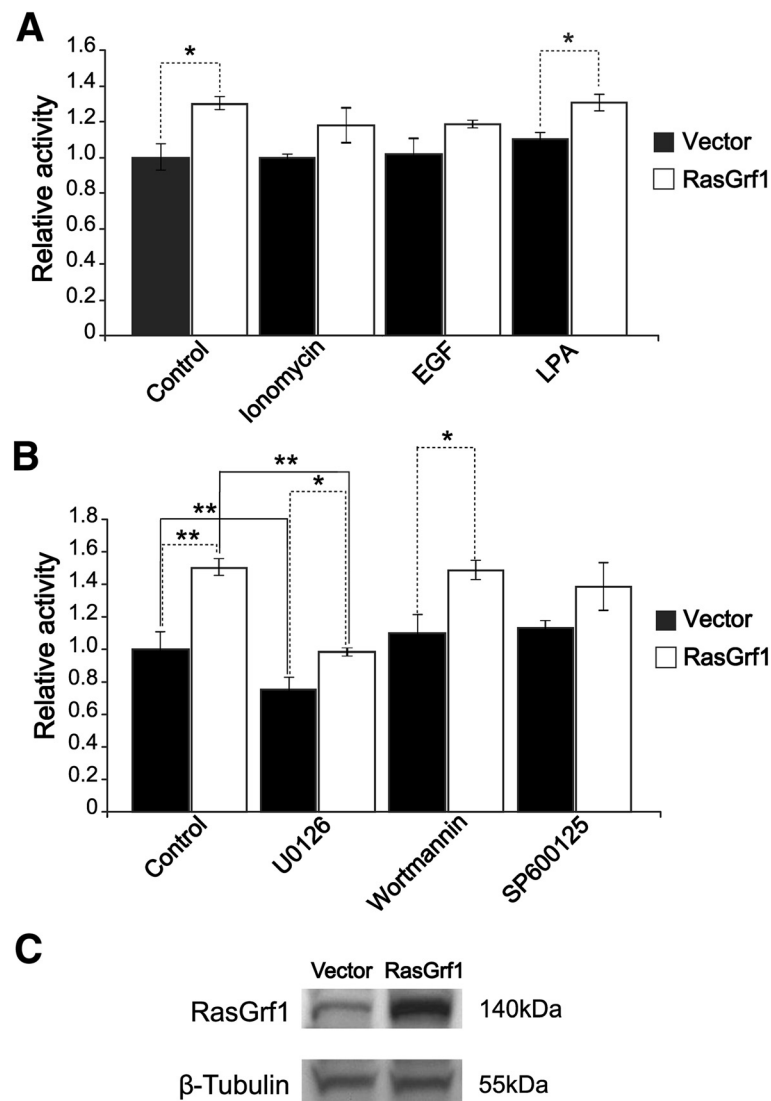 A
*
*
1.6
1.4
1.2
1.0
0.8
0.6
0.4
0.2
0
Relative activity
Vector
RasGrf1
Control
Ionomycin
EGF
LPA
B
**
*
**
*
**
1.8
1.6
1.4
1.2
1.0
0.8
0.6
0.4
0.2
0
Relative activity
Vector
RasGrf1
Control
U0126
Wortmannin
SP600125
C
Vector RasGrf1
RasGrf1 140kDa
β-Tubulin 55kDa